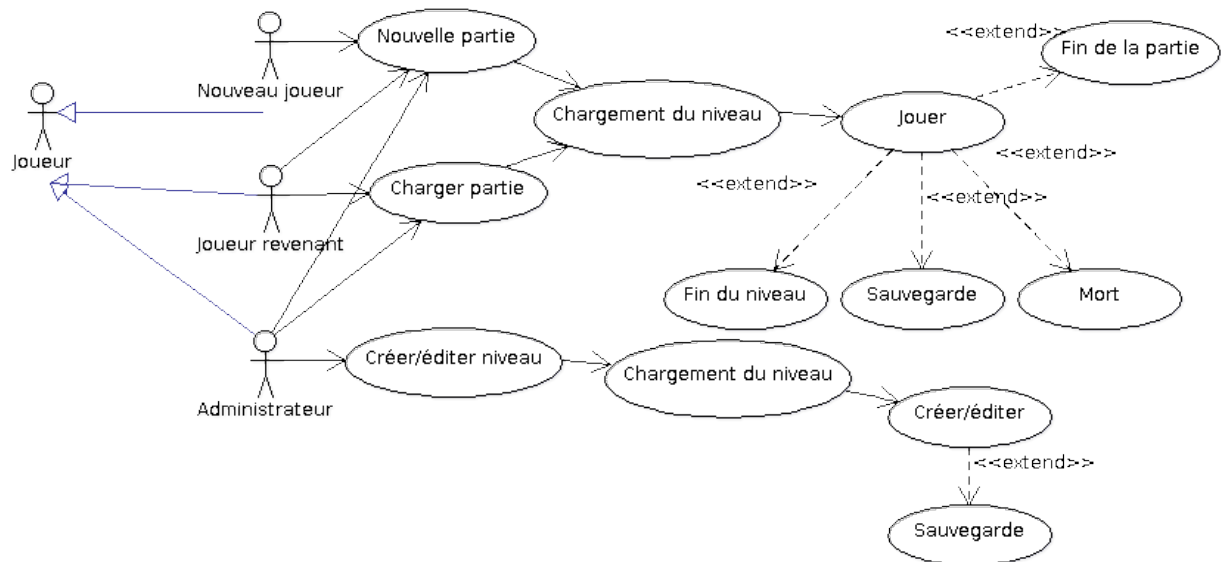 <<extend>>
Nouvelle partie
Fin de la partie
Nouveau joueur
Chargement du niveau
Jouer
Joueur
<<extend>>
<<extend>>
Charger partie
<<extend>>
Joueur revenant
Fin du niveau
Sauvegarde
Mort
Créer/éditer niveau
Chargement du niveau
Administrateur
Créer/éditer
<<extend>>
Sauvegarde